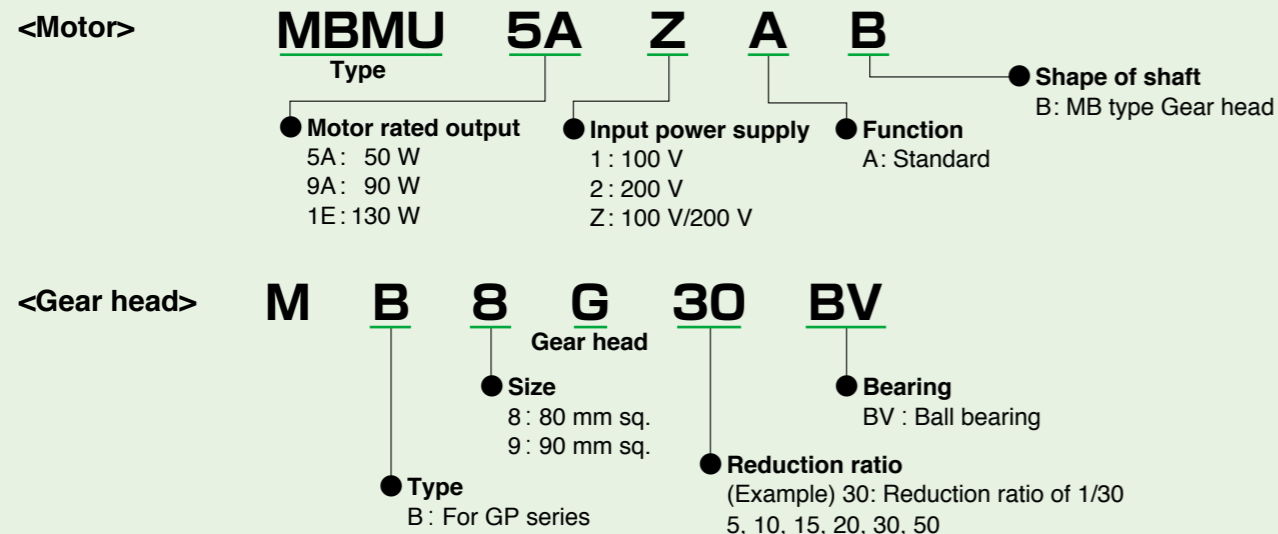 <Motor> MBMU 5A Z A B
Type
Shape of shaft
B: MB type Gear head
Motor rated output
5A: 50 W
9A: 90 W
1E: 130 W
Input power supply
1: 100 V
2: 200 V
Z: 100 V/200 V
Function
A: Standard
<Gear head> M B 8 G 30 BV
Gear head
Size
8: 80 mm sq.
9: 90 mm sq.
Bearing
BV : Ball bearing
Type
B: For GP series
Reduction ratio
(Example) 30: Reduction ratio of 1/30
5, 10, 15, 20, 30, 50